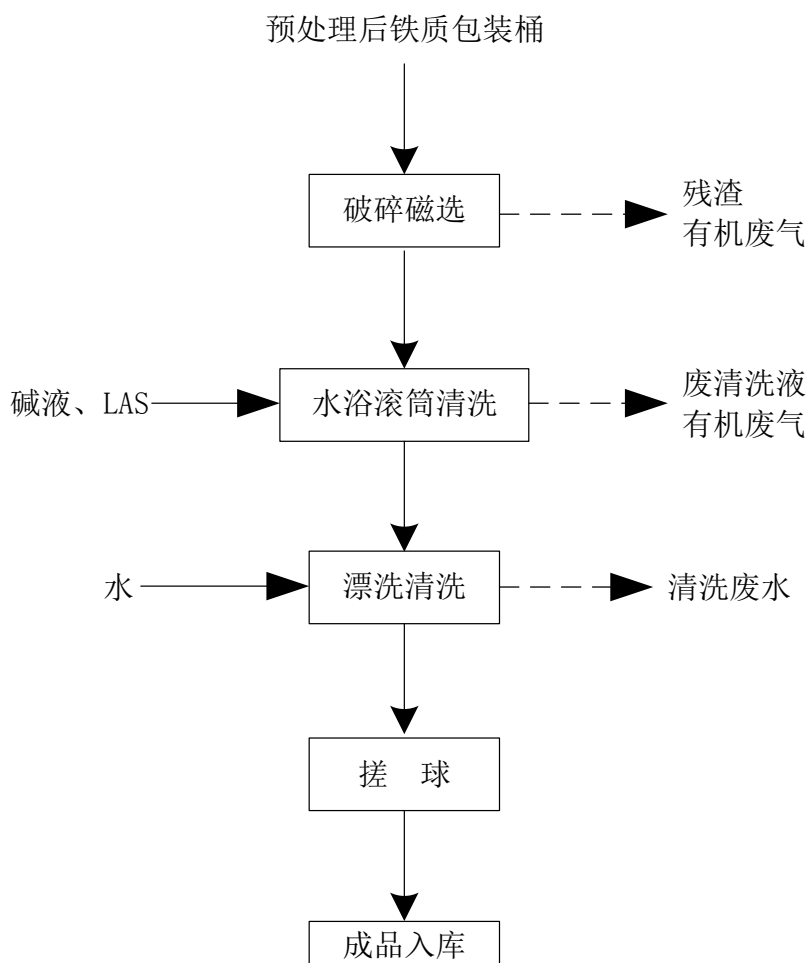 预处理后铁质包装桶
破碎磁选
残渣
有机废气
碱液、LAS
水浴滚筒清洗
废清洗液
有机废气
水
漂洗清洗
清洗废水
搓　球
成品入库